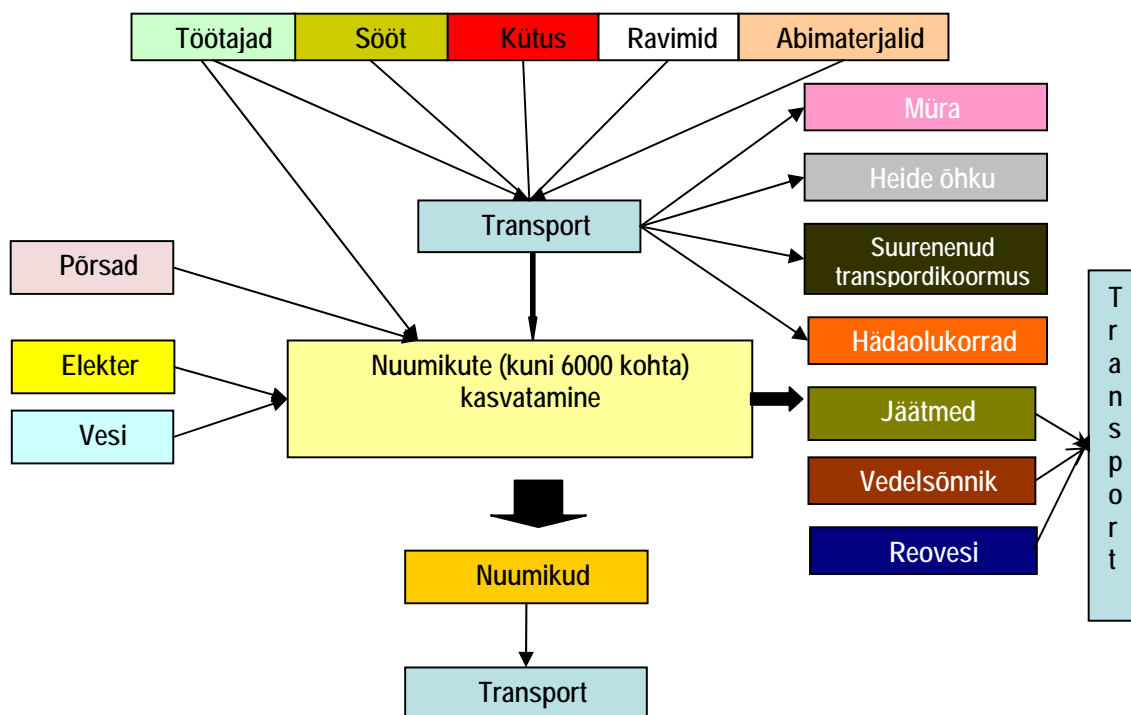 Töötajad
Sööt
Kütus
Ravimid
Abimaterjalid
Müra
Heide õhku
Transport
Suurenenud
transpordikoormus
Põrsad
Hädaolukorrad
Elekter
Nuumikute (kuni 6000 kohta)
kasvatamine
Jäätmed
Vesi
Vedelsõnnik
Reovesi
Transport
Nuumikud
Transport